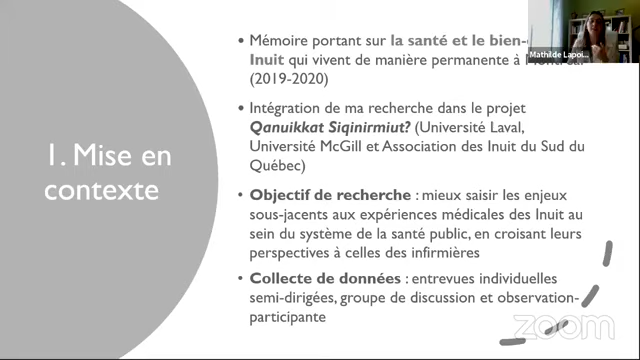 1. Mise en
contexte
• Mémoire portant sur la santé et le bien-
Inuit qui vivent de manière permanente à
(2019-2020)
• Intégration de ma recherche dans le projet
Qanuikkat Siqinirmiut? (Université Laval,
Université McGill et Association des Inuit du Sud du
Québec)
• Objectif de recherche : mieux saisir les enjeux
sous-jacents aux expériences médicales des Inuit au
sein du système de la santé public, en croisant leurs
perspectives à celles des infirmières
• Collecte de données : entrevues individuelles
semi-dirigées, groupe de discussion et observation-
participante
Mathilde Lapoi...
zoom